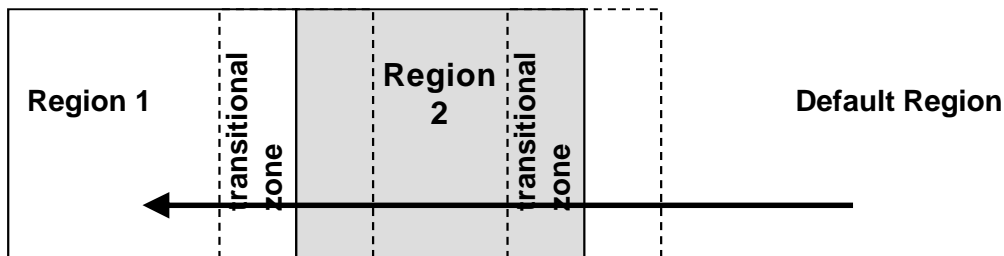 Region 1
transitional
zone
Region
2
transitional
zone
Default Region